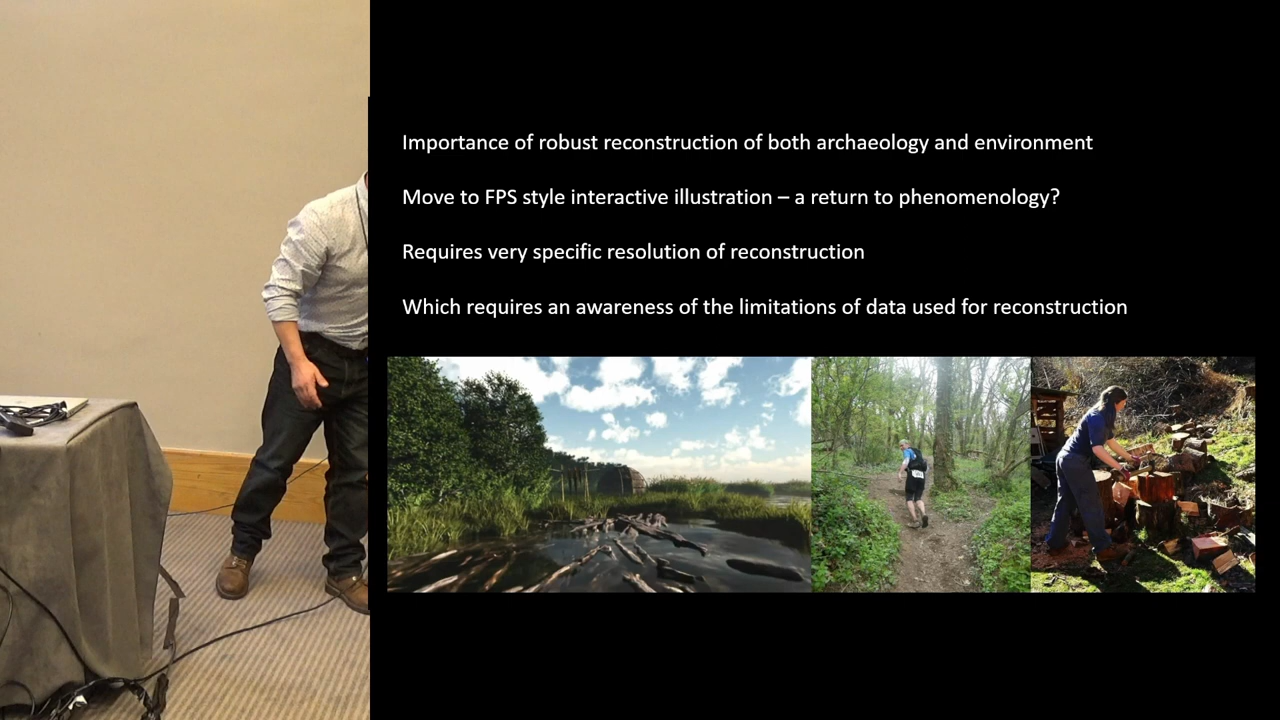 Importance of robust reconstruction of both archaeology and environment
Move to FPS style interactive illustration – a return to phenomenology?
Requires very specific resolution of reconstruction
Which requires an awareness of the limitations of data used for reconstruction